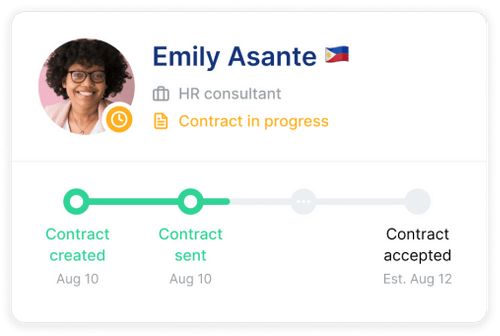 Emily Asante 🇵🇭
HR consultant
Contract in progress
Contract
created
Aug 10
Contract
sent
Aug 10
Contract
accepted
Est. Aug 12